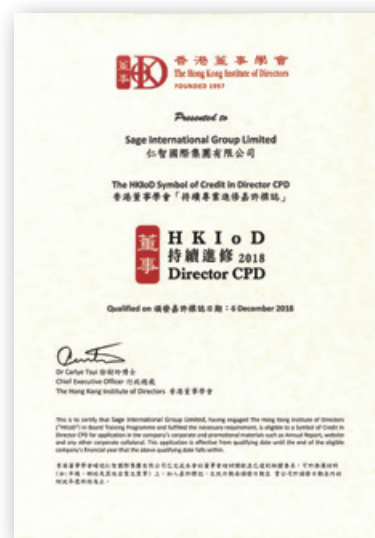 董事
香港董事學會
The Hong Kong Institute of Directors
FOUNDED 1997
Presented to
Sage International Group Limited
仁智國際集團有限公司
The HKIoD Symbol of Credit in Director CPD
香港董事學會「持續專業進修嘉許標誌」
董事
HKIoD
持續進修 2018
Director CPD
Qualified on 頒發嘉許標誌日期：6 December 2018
Dr Carlye Tsui 徐尉玲博士
Chief Executive Officer 行政總裁
The Hong Kong Institute of Directors 香港董事學會
This is to certify that Sage International Group Limited, having engaged The Hong Kong Institute of Directors
("HKIoD") in Board Training Programme and fulfilled the necessary requirement, is eligible to a Symbol of Credit in
Director CPD for application in the company's corporate and promotional materials such as Annual Report, website
and any other corporate collateral. This application is effective from qualifying date until the end of the eligible
company's financial year that the above qualifying date falls within.